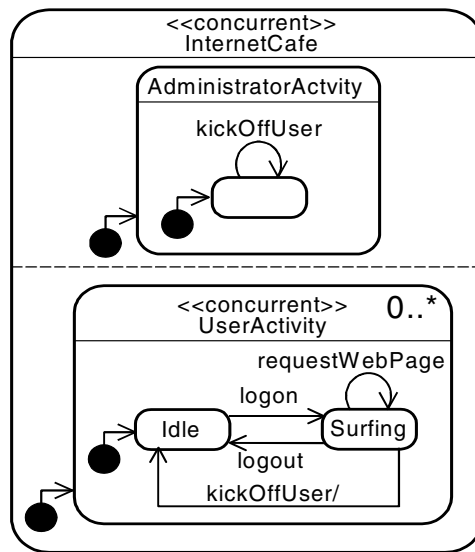 <<concurrent>>
InternetCafe
AdministratorActvity
kickOffUser
<<concurrent>> 0..*
UserActivity
requestWebPage
logon
Idle
Surfing
logout
kickOffUser/